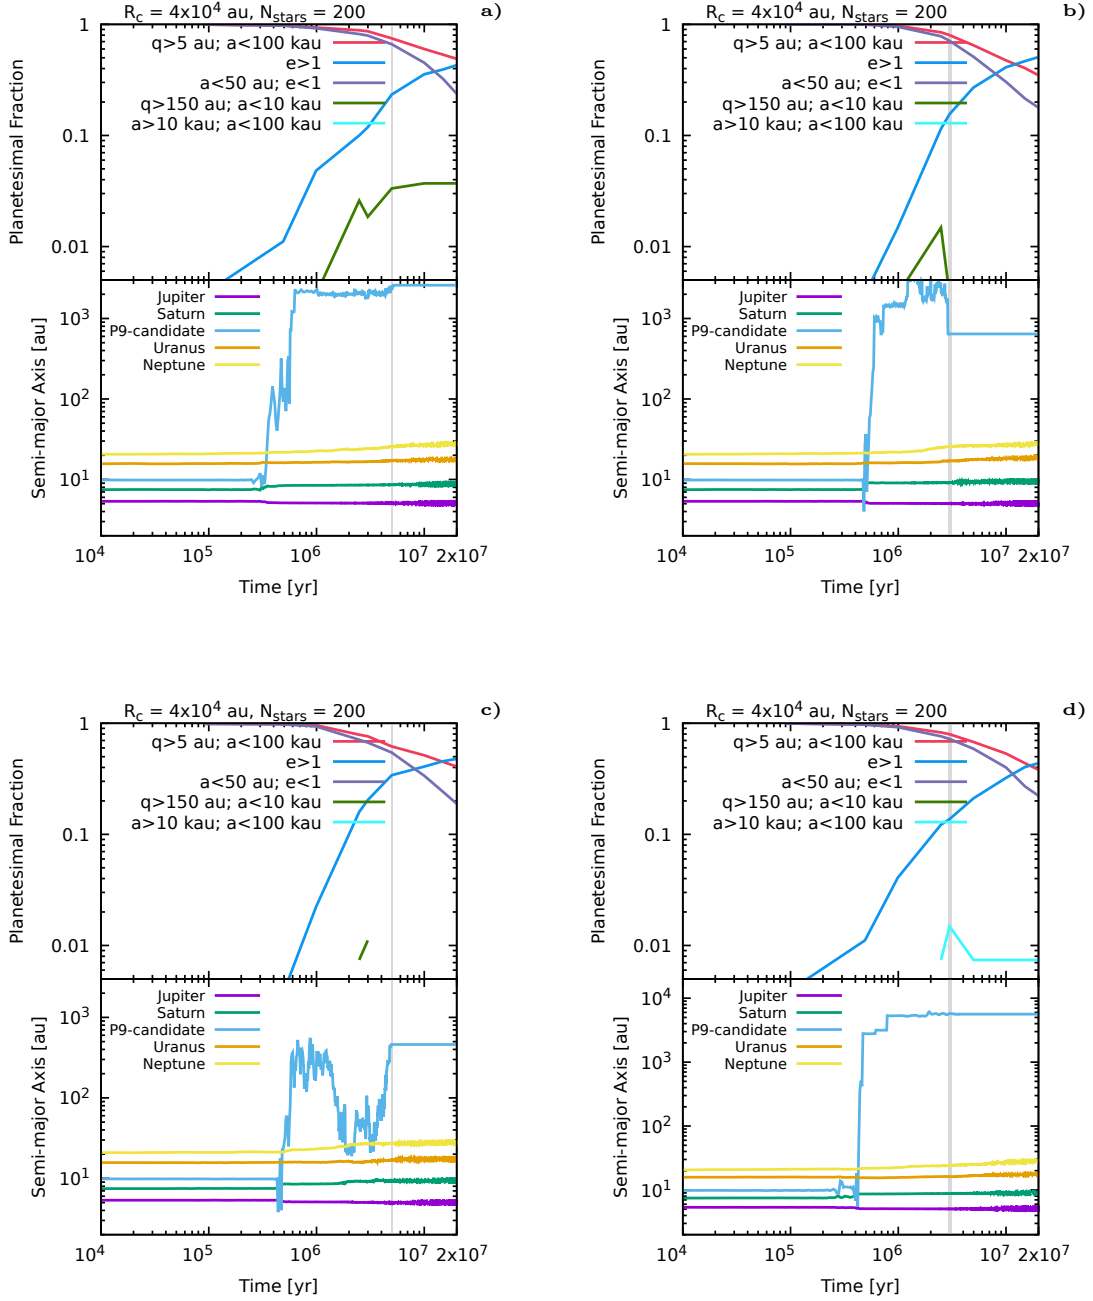 R_c = 4x10^4 au, N_stars = 200
a)
Planetesimal Fraction
1
0.1
0.01
q>5 au; a<100 kau
e>1
a<50 au; e<1
q>150 au; a<10 kau
a>10 kau; a<100 kau
Semi-major Axis [au]
10^3
10^2
10^1
Jupiter
Saturn
P9-candidate
Uranus
Neptune
10^4 10^5 10^6 10^7 2x10^7
Time [yr]
R_c = 4x10^4 au, N_stars = 200
b)
Planetesimal Fraction
1
0.1
0.01
q>5 au; a<100 kau
e>1
a<50 au; e<1
q>150 au; a<10 kau
a>10 kau; a<100 kau
Semi-major Axis [au]
10^3
10^2
10^1
Jupiter
Saturn
P9-candidate
Uranus
Neptune
10^4 10^5 10^6 10^7 2x10^7
Time [yr]
R_c = 4x10^4 au, N_stars = 200
c)
Planetesimal Fraction
1
0.1
0.01
q>5 au; a<100 kau
e>1
a<50 au; e<1
q>150 au; a<10 kau
a>10 kau; a<100 kau
Semi-major Axis [au]
10^3
10^2
10^1
Jupiter
Saturn
P9-candidate
Uranus
Neptune
10^4 10^5 10^6 10^7 2x10^7
Time [yr]
R_c = 4x10^4 au, N_stars = 200
d)
Planetesimal Fraction
1
0.1
0.01
q>5 au; a<100 kau
e>1
a<50 au; e<1
q>150 au; a<10 kau
a>10 kau; a<100 kau
Semi-major Axis [au]
10^4
10^3
10^2
10^1
Jupiter
Saturn
P9-candidate
Uranus
Neptune
10^4 10^5 10^6 10^7 2x10^7
Time [yr]